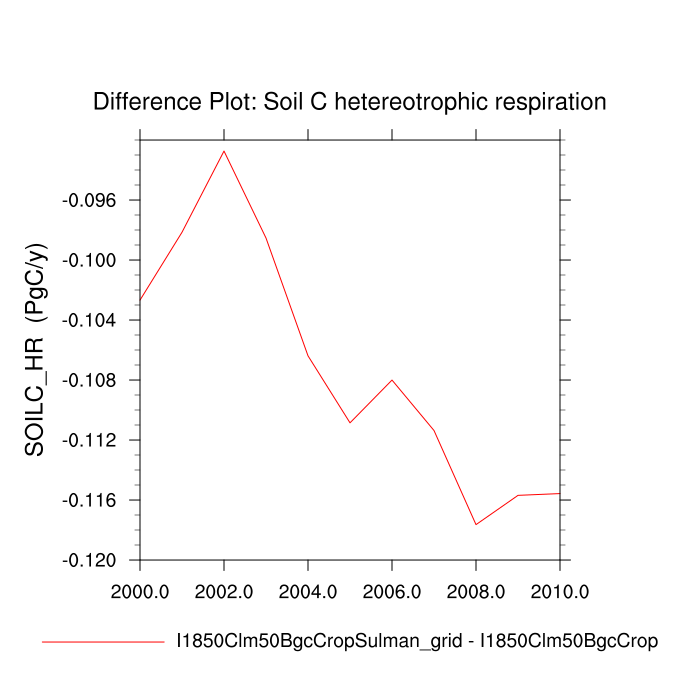 Difference Plot: Soil C hetereotrophic respiration
SOILC_HR (PgC/y)
-0.096
-0.100
-0.104
-0.108
-0.112
-0.116
-0.120
2000.0 2002.0 2004.0 2006.0 2008.0 2010.0
I1850Clm50BgcCropSulman_grid - I1850Clm50BgcCrop